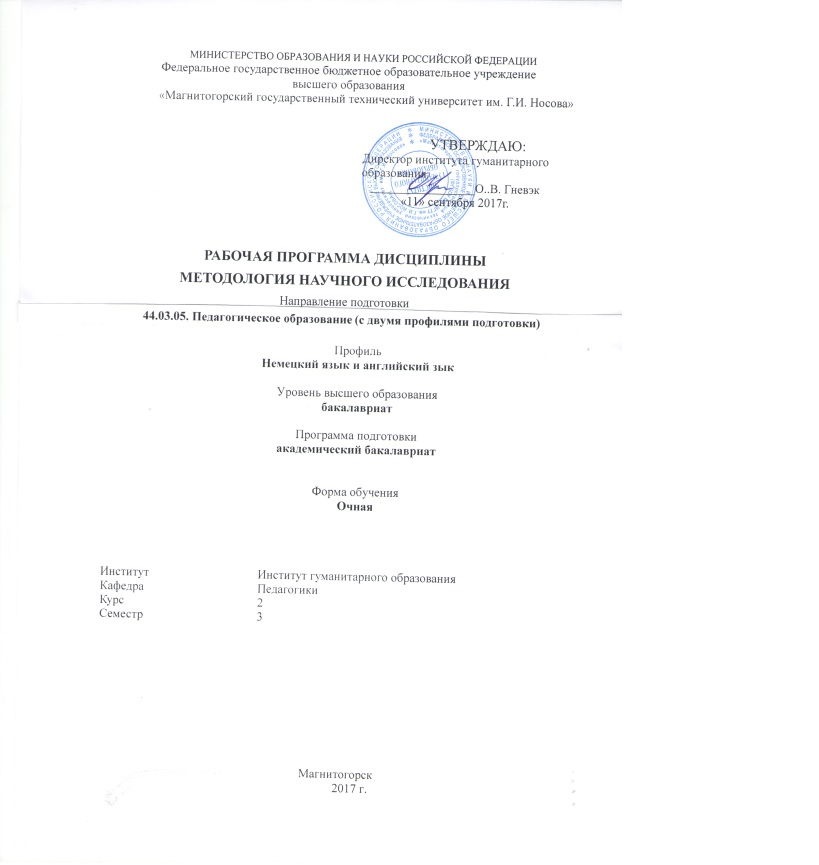 МИНИСТЕРСТВО ОБРАЗОВАНИЯ И НАУКИ РОССИЙСКОЙ ФЕДЕРАЦИИ
Федеральное государственное бюджетное образовательное учреждение
высшего образования
«Магнитогорский государственный технический университет им. Г.И. Носова»
УТВЕРЖДАЮ:
Директор института гуманитарного
образования
О..В. Гневэк
«11» сентября 2017г.
РАБОЧАЯ ПРОГРАММА ДИСЦИПЛИНЫ
МЕТОДОЛОГИЯ НАУЧНОГО ИССЛЕДОВАНИЯ
Направление подготовки
44.03.05. Педагогическое образование (с двумя профилями подготовки)
Профиль
Немецкий язык и английский зык
Уровень высшего образования
бакалавриат
Программа подготовки
академический бакалавриат
Форма обучения
Очная
Институт Институт гуманитарного образования
Кафедра Педагогики
Курс 2
Семестр 3
Магнитогорск
2017 г.